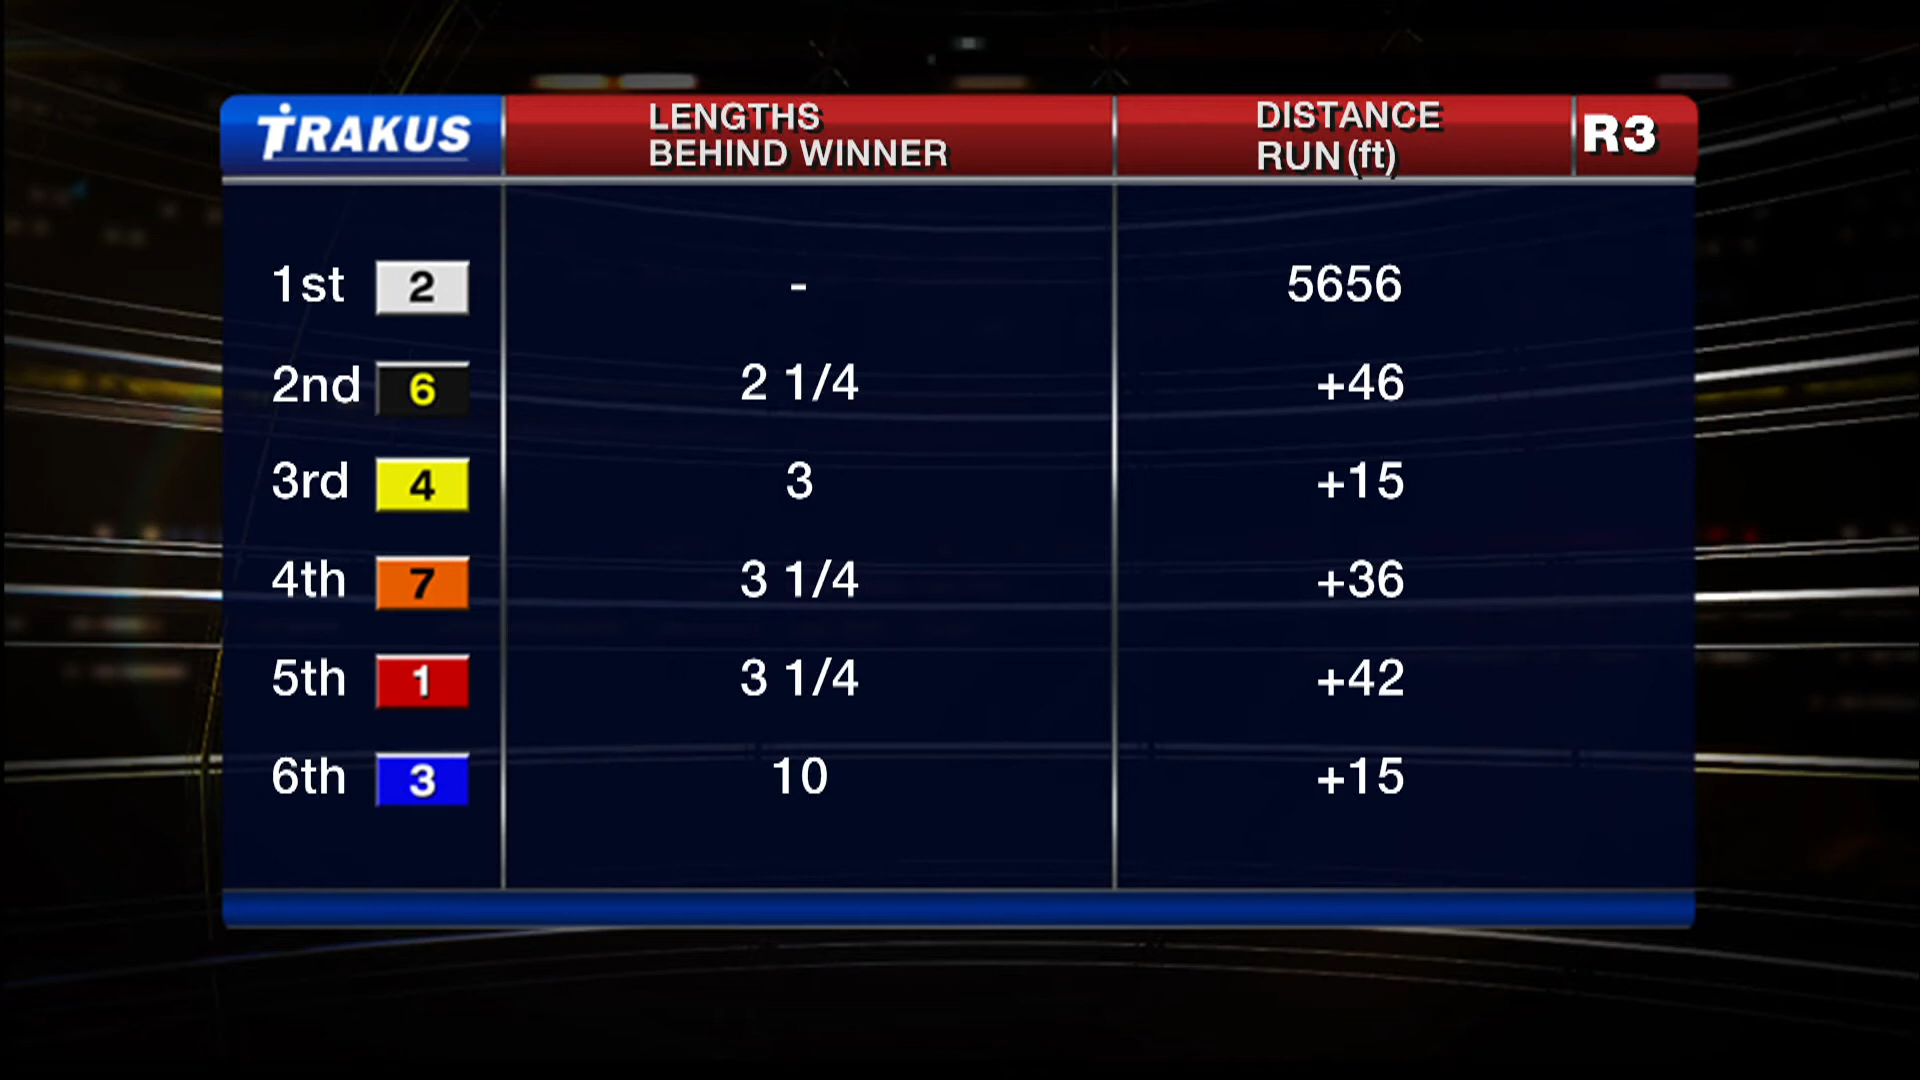 TRAKUS LENGTHS BEHIND WINNER DISTANCE RUN (ft) R3
1st 2 - 5656
2nd 6 2 1/4 +46
3rd 4 3 +15
4th 7 3 1/4 +36
5th 1 3 1/4 +42
6th 3 10 +15